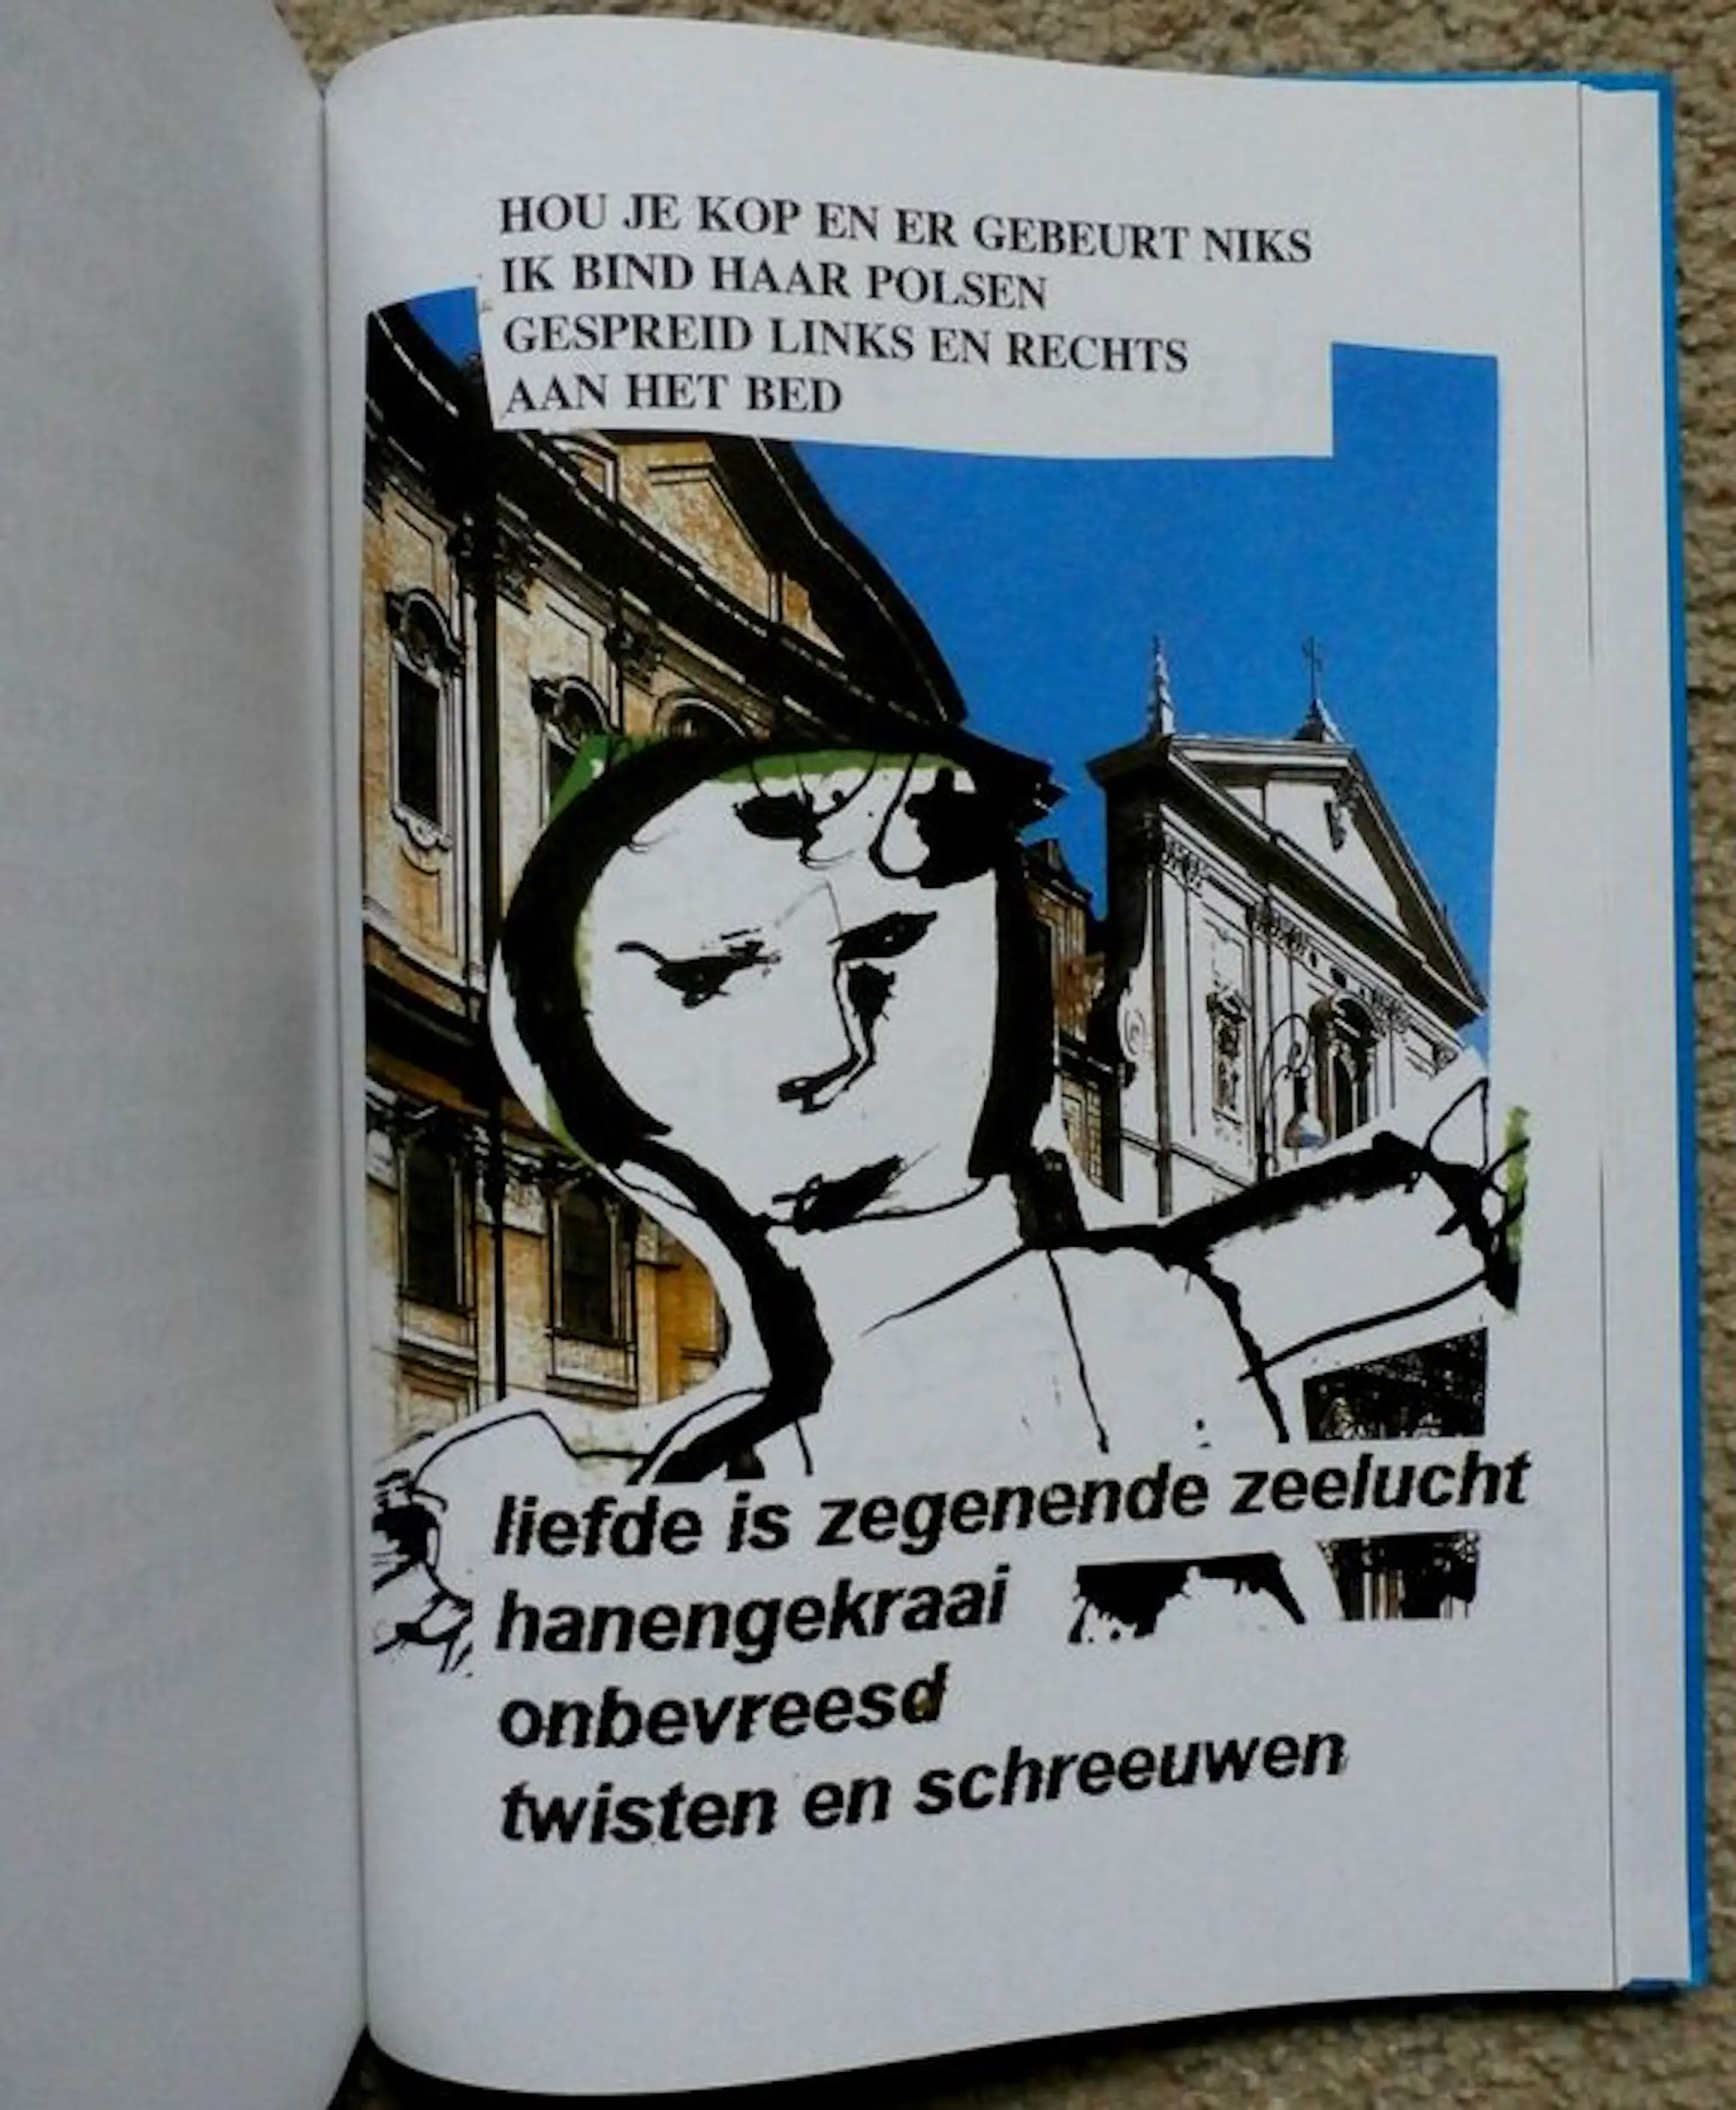 HOU JE KOP EN ER GEBEURT NIKS
IK BIND HAAR POLSEN
GESPREID LINKS EN RECHTS
AAN HET BED
liefde is zegenende zeelucht
hanengekraai
onbevreesd
twisten en schreeuwen